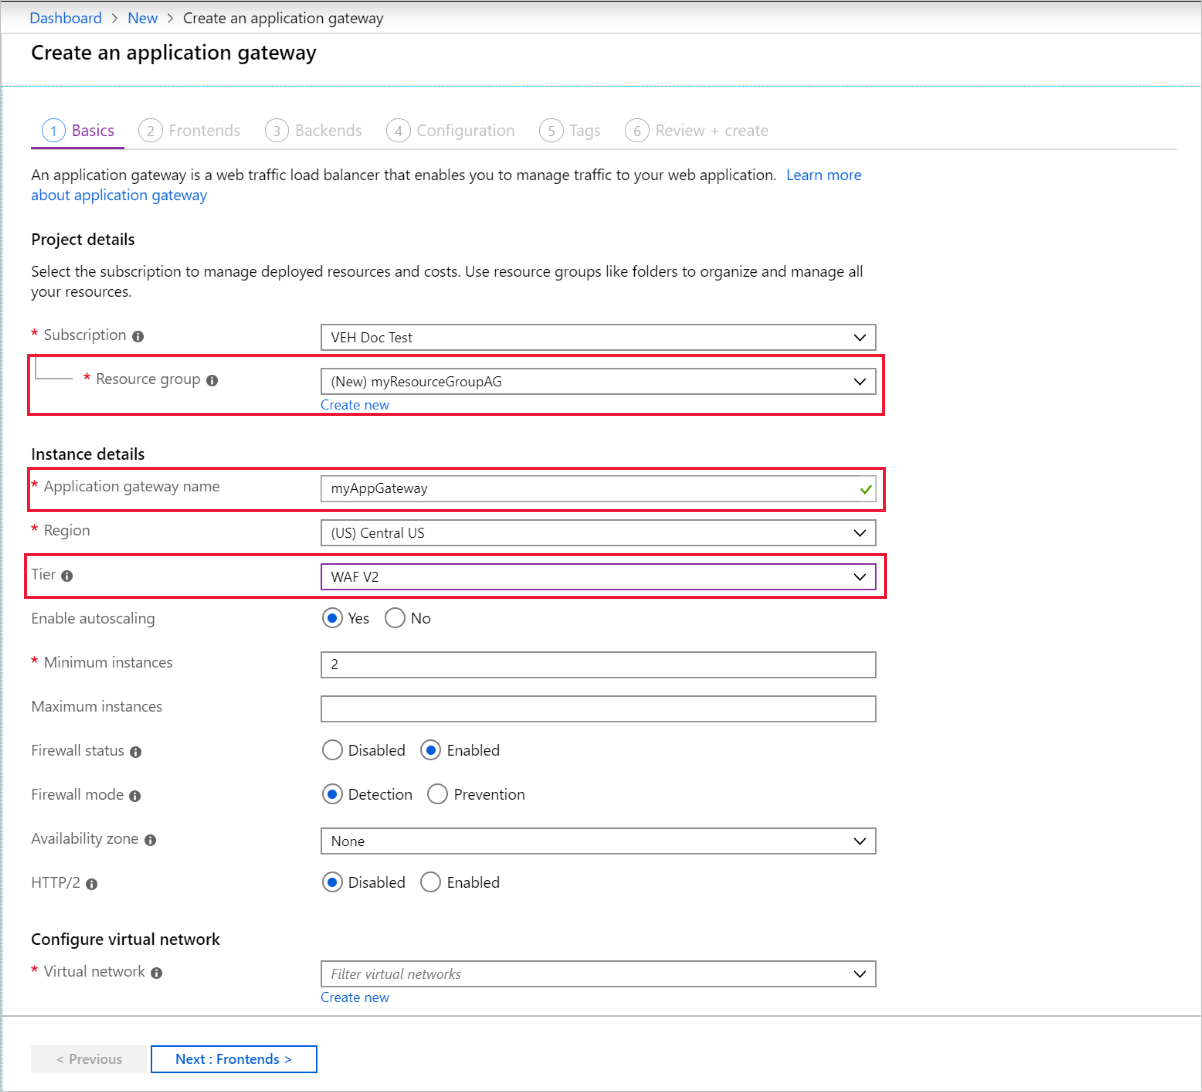 Dashboard > New > Create an application gateway
Create an application gateway
1 Basics 2 Frontends 3 Backends 4 Configuration 5 Tags 6 Review + create
An application gateway is a web traffic load balancer that enables you to manage traffic to your web application. Learn more
about application gateway
Project details
Select the subscription to manage deployed resources and costs. Use resource groups like folders to organize and manage all
your resources.
* Subscription VEH Doc Test
* Resource group (New) myResourceGroupAG
Create new
Instance details
* Application gateway name myAppGateway
* Region (US) Central US
Tier WAF V2
Enable autoscaling Yes No
* Minimum instances 2
Maximum instances
Firewall status Disabled Enabled
Firewall mode Detection Prevention
Availability zone None
HTTP/2 Disabled Enabled
Configure virtual network
* Virtual network Filter virtual networks
Create new
< Previous Next : Frontends >